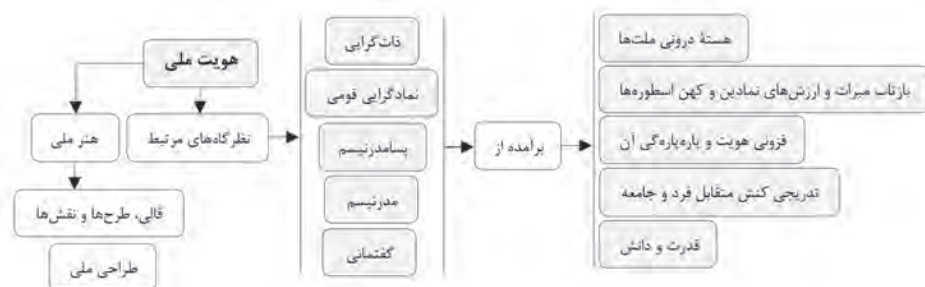 هویت ملی
هنر ملی
نظرگاه‌های مرتبط
قالی، طرح‌ها و نقش‌ها
طراحی ملی
ذات‌گرایی
نمادگرایی قومی
پسامدرنیسم
مدرنیسم
گفتمانی
برآمده از
هستهٔ درونی ملت‌ها
بازتاب میراث و ارزش‌های نمادین و کهن اسطوره‌ها
فزونی هویت و پاره‌پاره‌گی آن
تدریجی کنش متقابل فرد و جامعه
قدرت و دانش